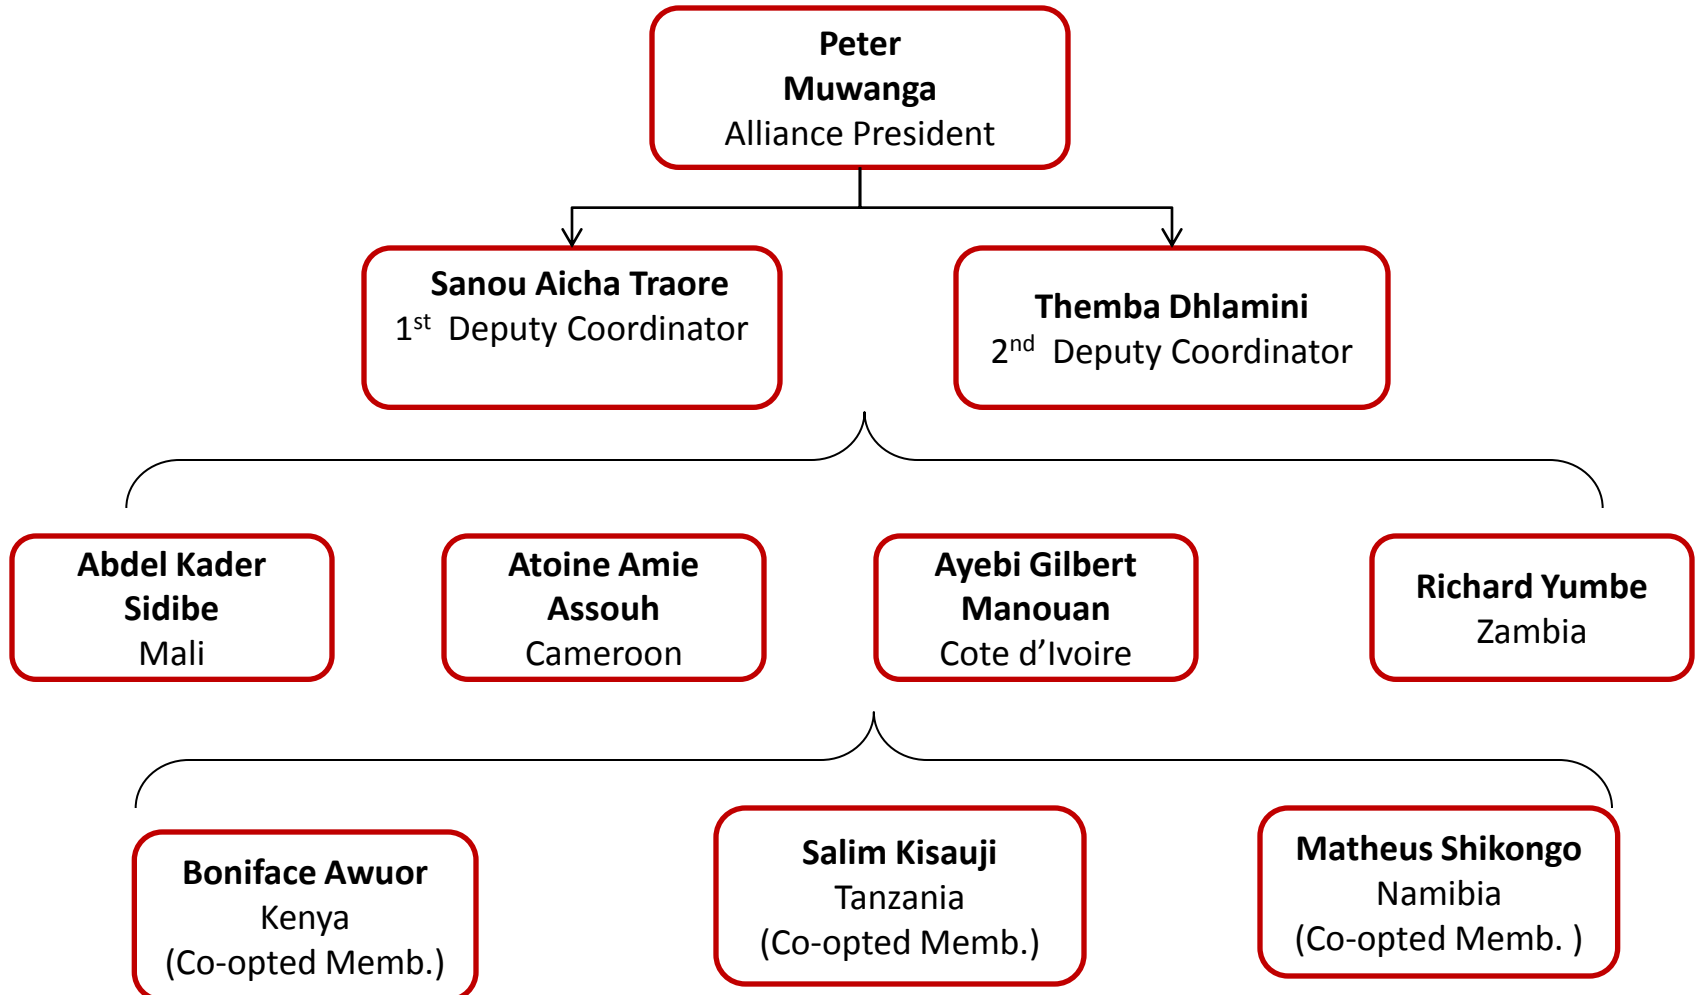 Peter
Muwanga
Alliance President
Sanou Aicha Traore
1st Deputy Coordinator
Themba Dhlamini
2nd Deputy Coordinator
Abdel Kader
Sidibe
Mali
Atoine Amie
Assouh
Cameroon
Ayebi Gilbert
Manouan
Cote d’Ivoire
Richard Yumbe
Zambia
Boniface Awuor
Kenya
(Co-opted Memb.)
Salim Kisauji
Tanzania
(Co-opted Memb.)
Matheus Shikongo
Namibia
(Co-opted Memb. )